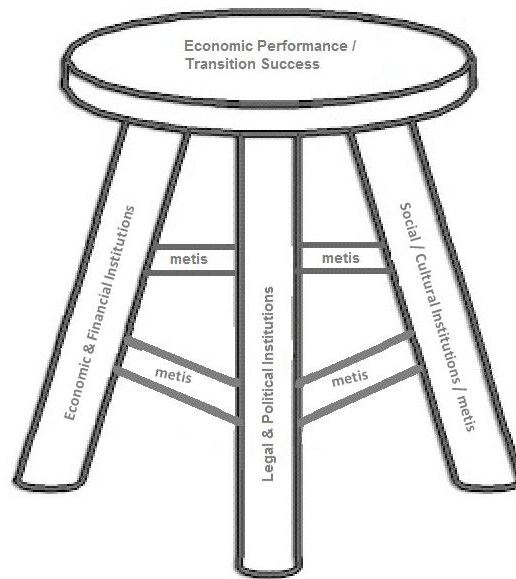 Economic Performance /
Transition Success
Economic & Financial Institutions
metis
metis
Legal & Political Institutions
metis
metis
Social / Cultural Institutions / metis